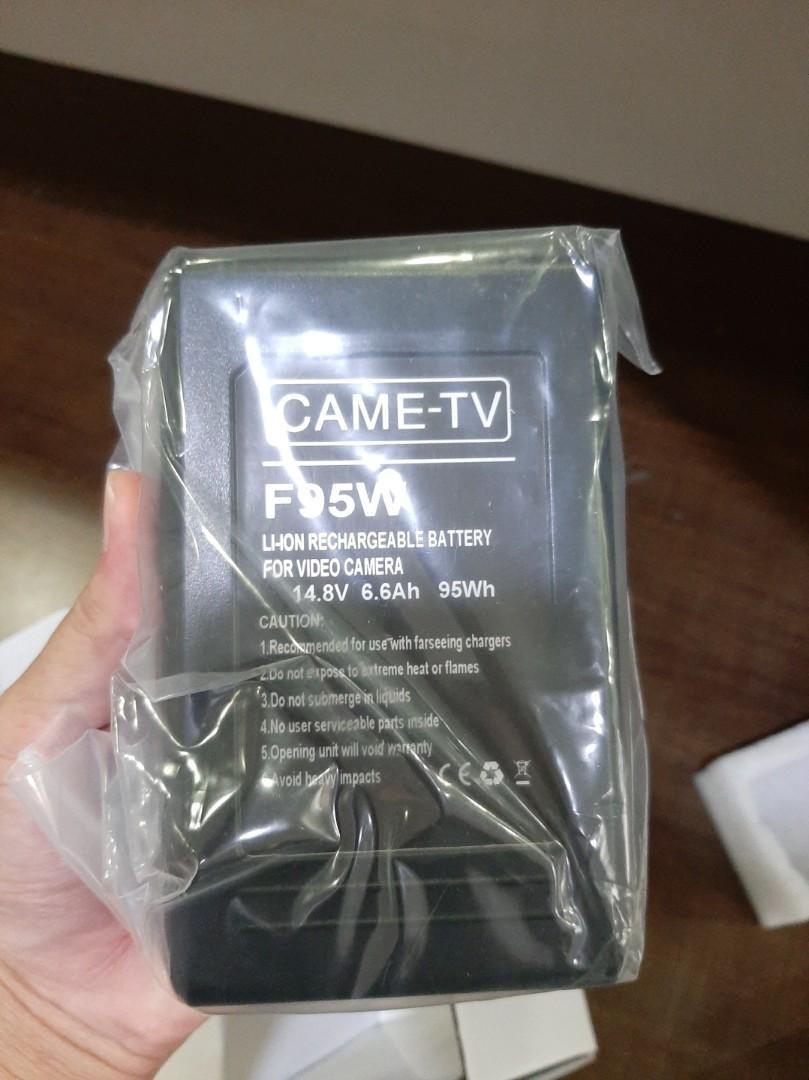 CAME-TV
F95W
LI-ION RECHARGEABLE BATTERY
FOR VIDEO CAMERA
14.8V 6.6Ah 95Wh
CAUTION:
1.Recommended for use with farseeing chargers
2.Do not expose to extreme heat or flames
3.Do not submerge in liquids
4.No user serviceable parts inside
5.Opening unit will void warranty
6.Avoid heavy impacts CE